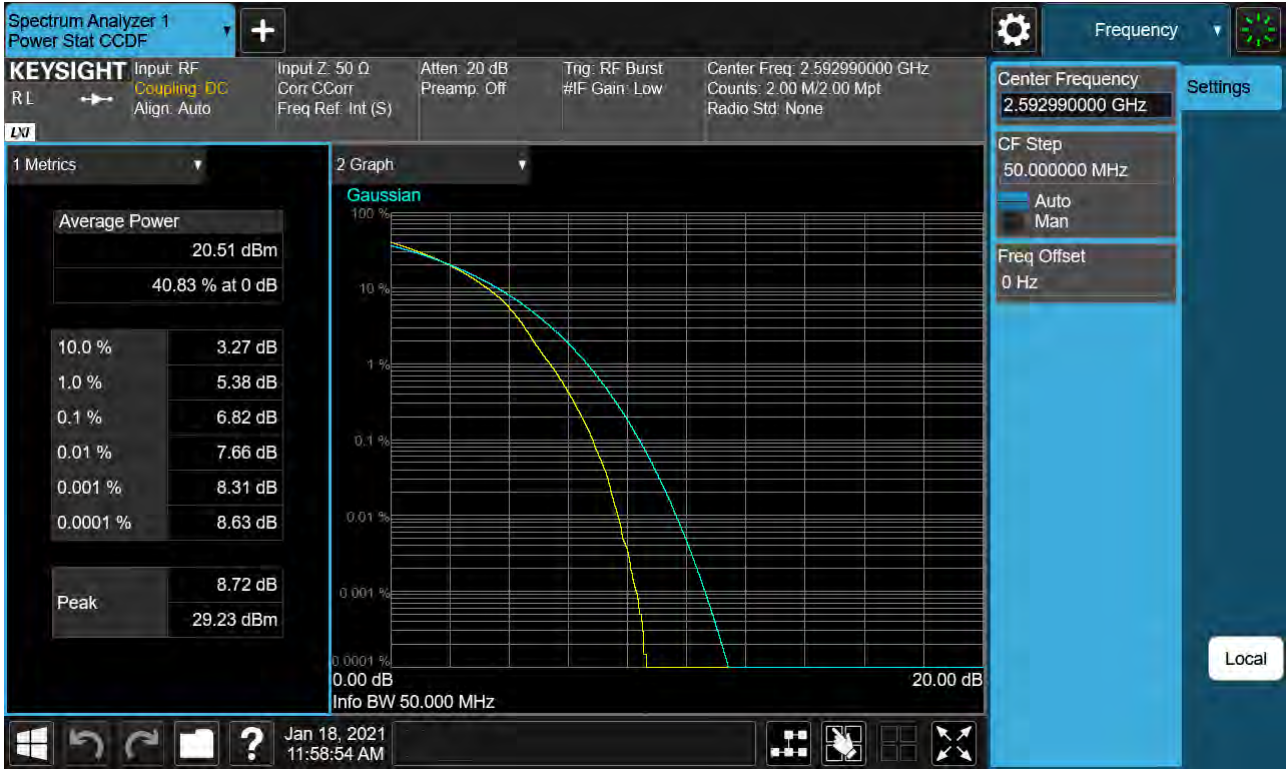 Spectrum Analyzer 1
Power Stat CCDF
+
Frequency
KEYSIGHT
R L
LXI
Input: RF
Coupling: DC
Align: Auto
Input Z: 50 Ω
Corr CCorr
Freq Ref: Int (S)
Atten: 20 dB
Preamp: Off
Trig: RF Burst
#IF Gain: Low
Center Freq: 2.592990000 GHz
Counts: 2.00 M/2.00 Mpt
Radio Std: None
1 Metrics
Average Power
20.51 dBm
40.83 % at 0 dB
10.0 % 3.27 dB
1.0 % 5.38 dB
0.1 % 6.82 dB
0.01 % 7.66 dB
0.001 % 8.31 dB
0.0001 % 8.63 dB
Peak
8.72 dB
29.23 dBm
2 Graph
Gaussian
100 %
10 %
1 %
0.1 %
0.01 %
0.001 %
0.0001 %
0.00 dB 20.00 dB
Info BW 50.000 MHz
Center Frequency
2.592990000 GHz
CF Step
50.000000 MHz
Auto
Man
Freq Offset
0 Hz
Settings
Local
?
Jan 18, 2021
11:58:54 AM